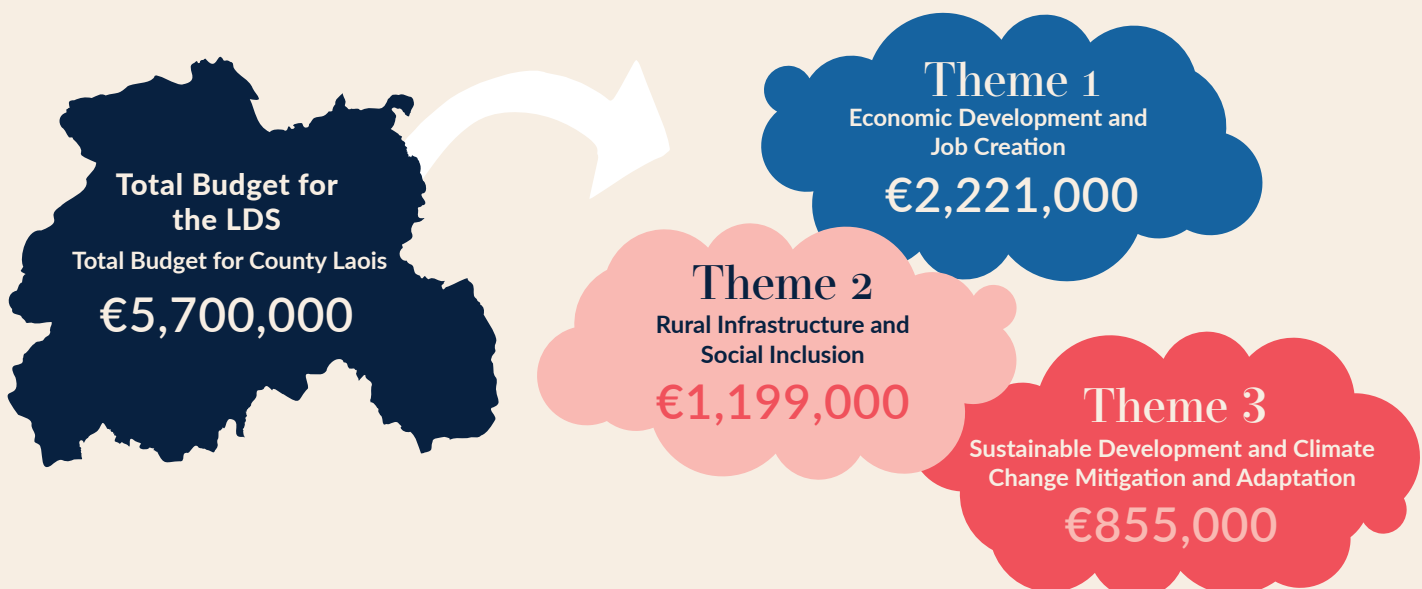 Total Budget for
the LDS
Total Budget for County Laois
€5,700,000
Theme 1
Economic Development and
Job Creation
€2,221,000
Theme 2
Rural Infrastructure and
Social Inclusion
€1,199,000
Theme 3
Sustainable Development and Climate
Change Mitigation and Adaptation
€855,000